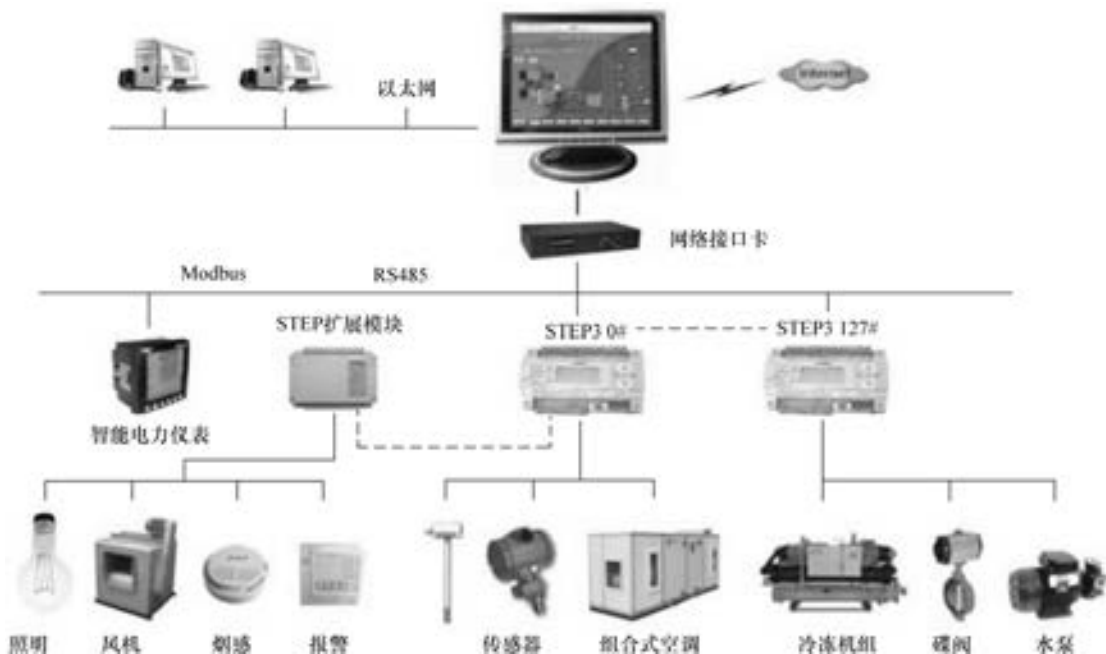 以太网
Internet
网络接口卡
Modbus
RS485
STEP扩展模块
STEP3 0#
STEP3 127#
智能电力仪表
照明
风机
烟感
报警
传感器
组合式空调
冷冻机组
碟阀
水泵